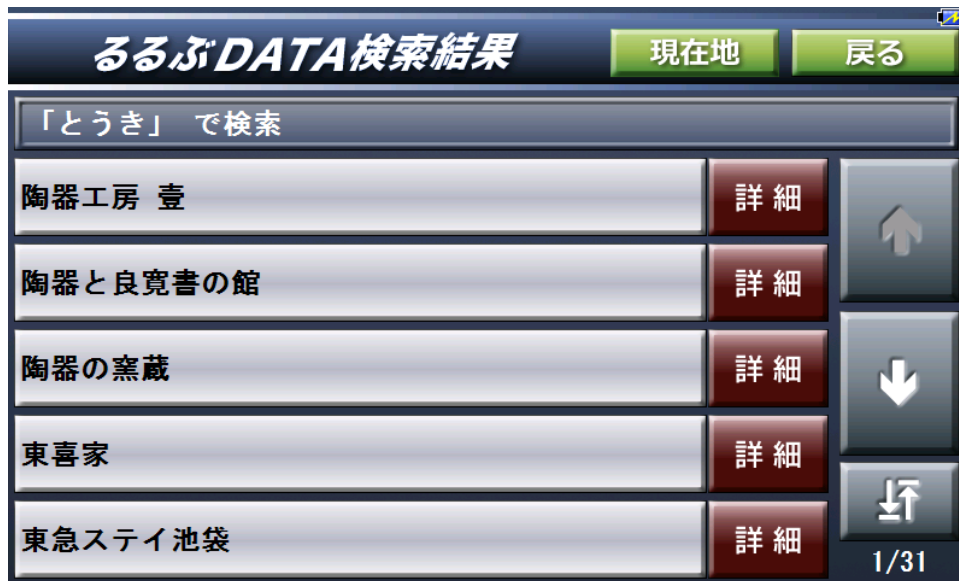 るるぶDATA検索結果
現在地
戻る
「とうき」 で検索
陶器工房 壹
詳細
陶器と良寛書の館
詳細
陶器の窯蔵
詳細
東喜家
詳細
東急ステイ池袋
詳細
1/31